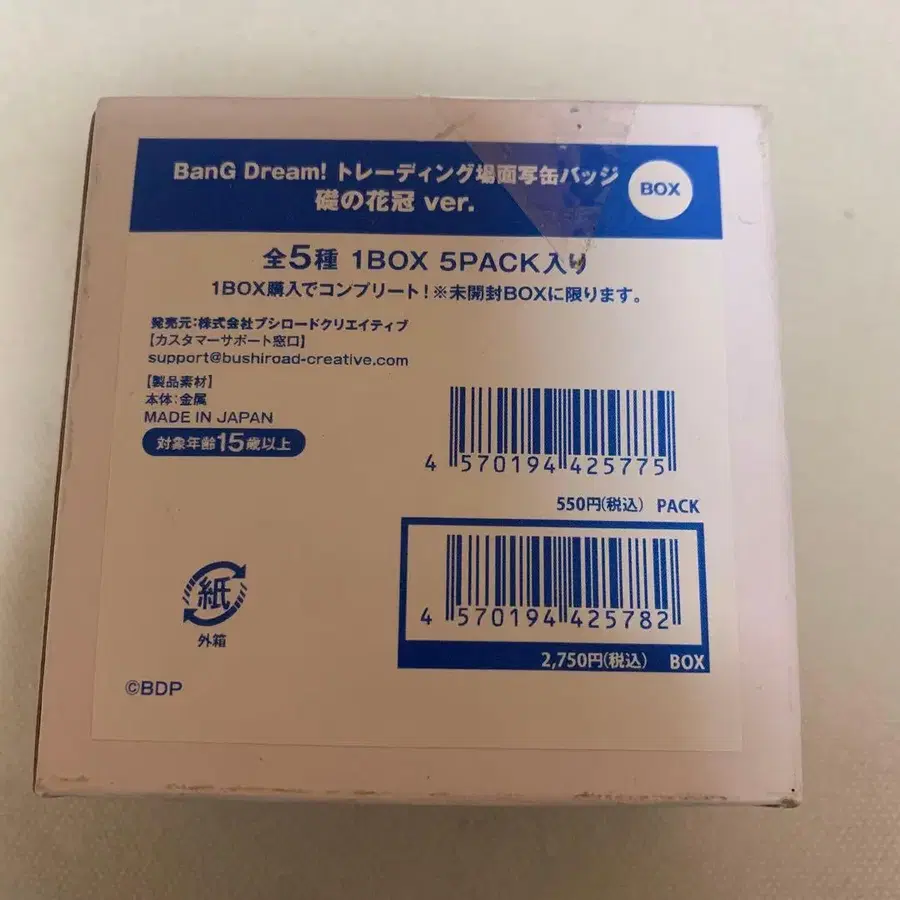 BanG Dream! トレーディング場面写缶バッジ
礎の花冠 ver.
BOX
全5種 1BOX 5PACK入り
1BOX購入でコンプリート!※未開封BOXに限ります。
発売元:株式会社ブシロードクリエイティブ
【カスタマーサポート窓口】
support@bushiroad-creative.com
【製品素材】
本体:金属
MADE IN JAPAN
対象年齢15歳以上
4 570194 425775
550円(税込) PACK
4 570194 425782
2,750円(税込) BOX
紙
外箱
©BDP